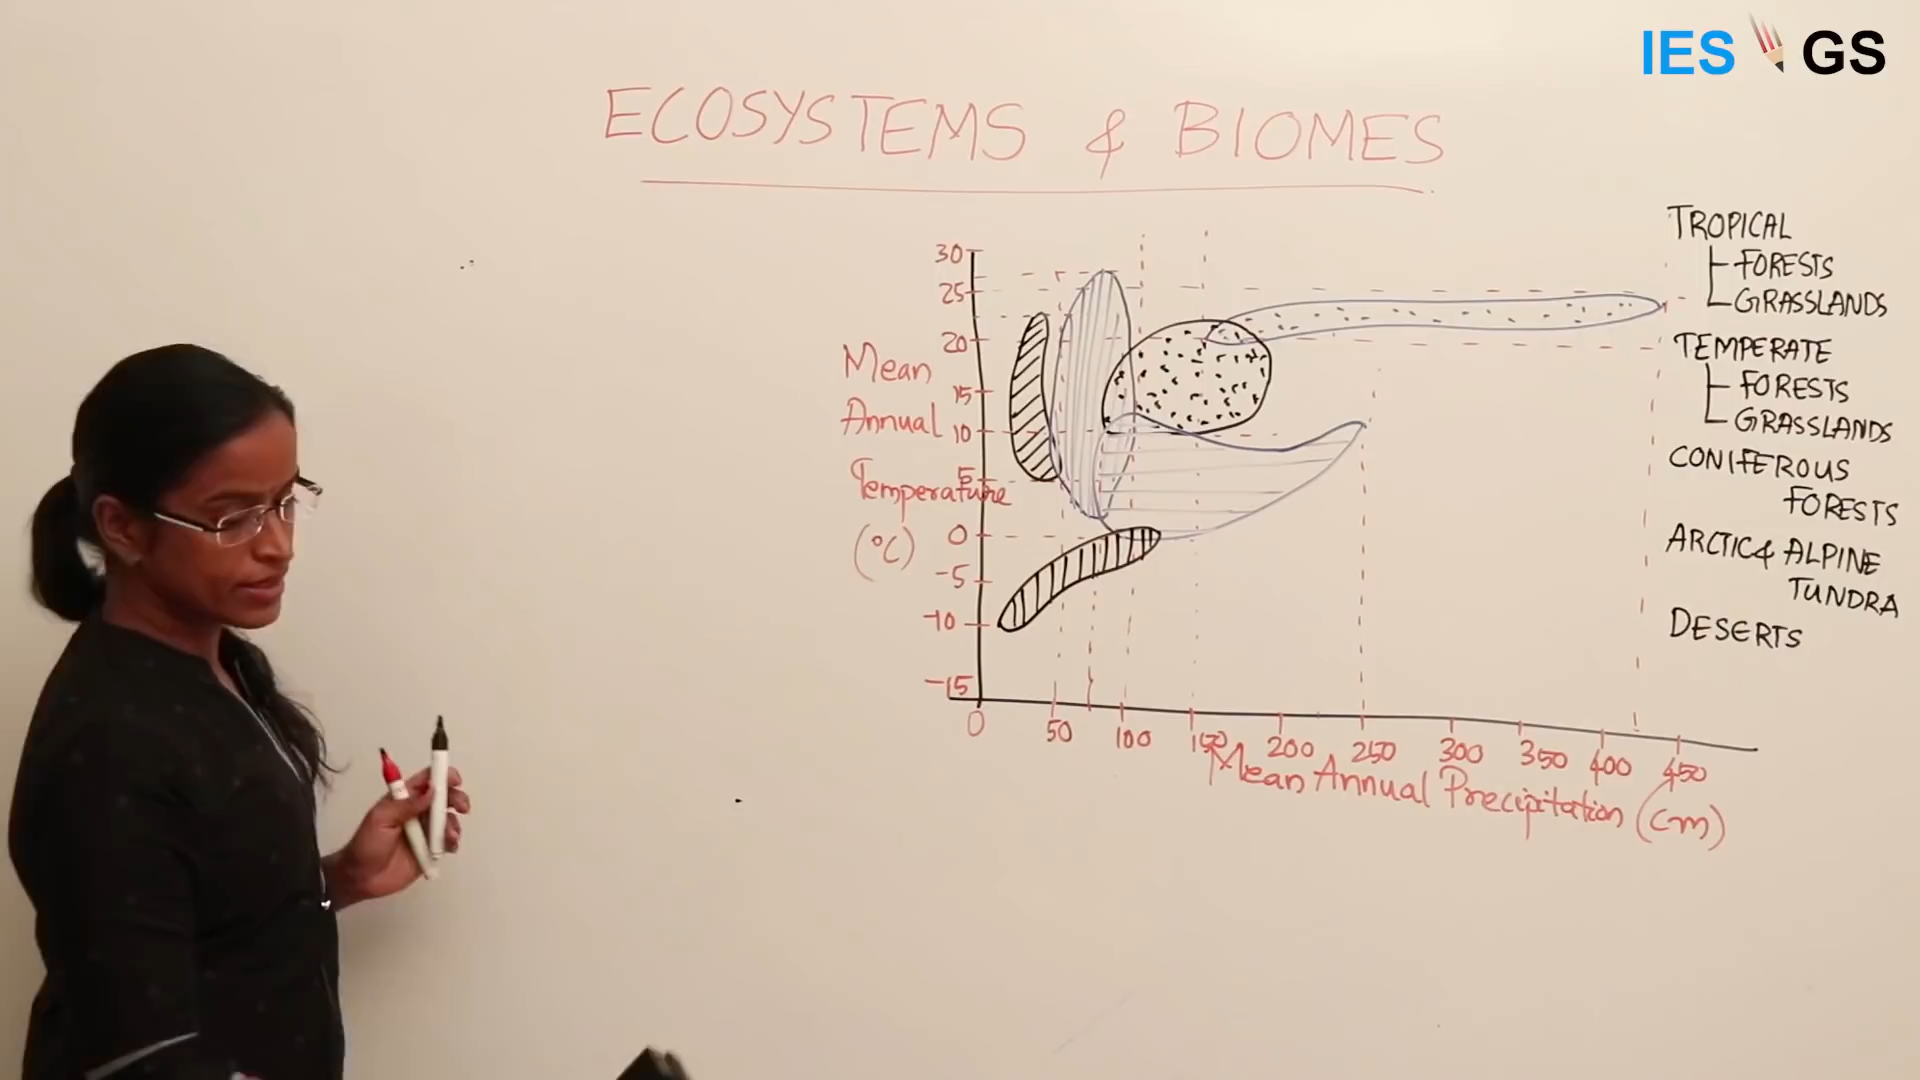 IES GS
ECOSYSTEMS & BIOMES
TROPICAL
FORESTS
GRASSLANDS
TEMPERATE
FORESTS
GRASSLANDS
CONIFEROUS
FORESTS
ARCTIC & ALPINE
TUNDRA
DESERTS
30
25
20
15
10
5
0
-5
-10
-15
Mean
Annual
Temperature
(°C)
0 50 100 150 200 250 300 350 400 450
Mean Annual Precipitation (cm)